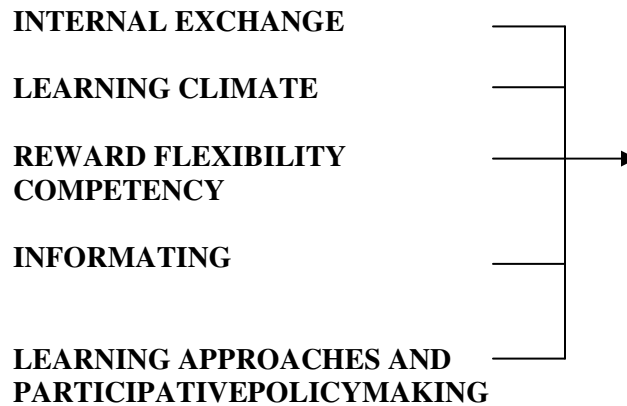 INTERNAL EXCHANGE
LEARNING CLIMATE
REWARD FLEXIBILITY
COMPETENCY
INFORMATING
LEARNING APPROACHES AND
PARTICIPATIVEPOLICYMAKING